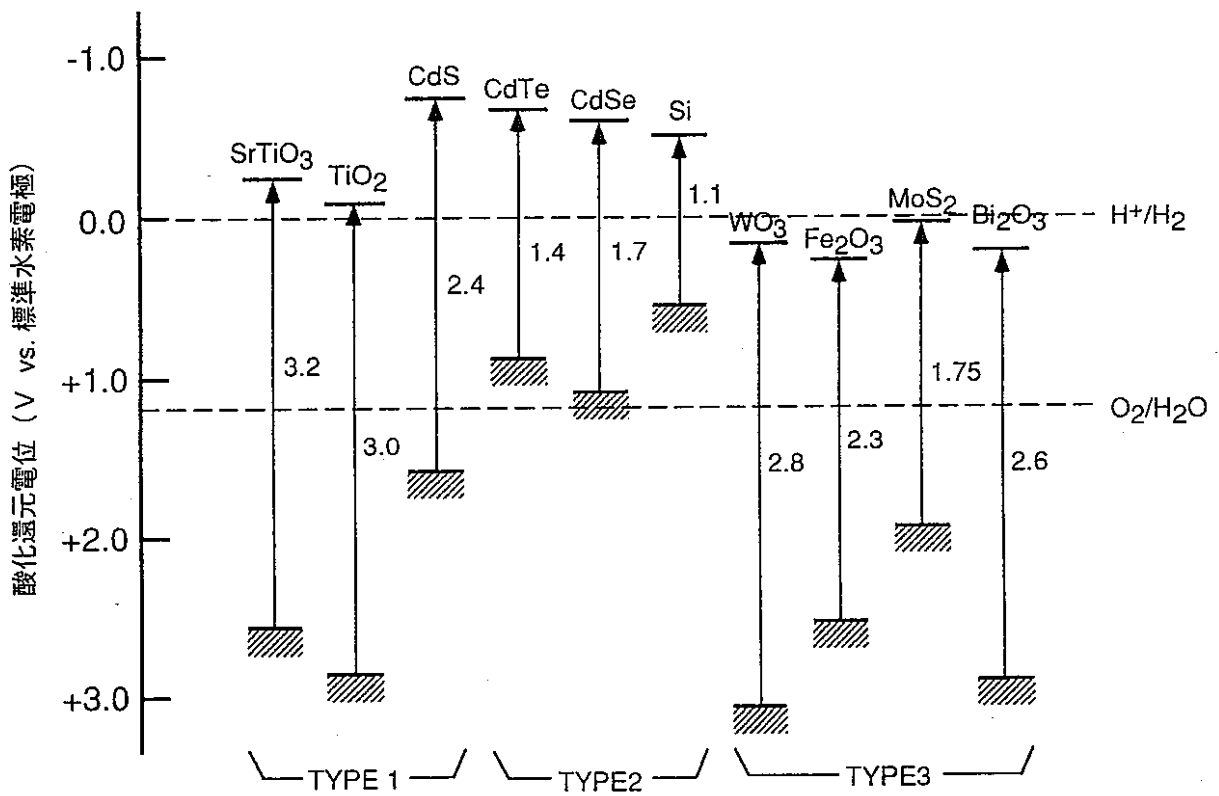 酸化還元電位 (V vs. 標準水素電極)
-1.0
0.0
+1.0
+2.0
+3.0
SrTiO3
TiO2
CdS
CdTe
CdSe
Si
WO3
Fe2O3
MoS2
Bi2O3
H+/H2
O2/H2O
3.2
3.0
2.4
1.4
1.7
1.1
2.8
2.3
1.75
2.6
TYPE 1
TYPE2
TYPE3